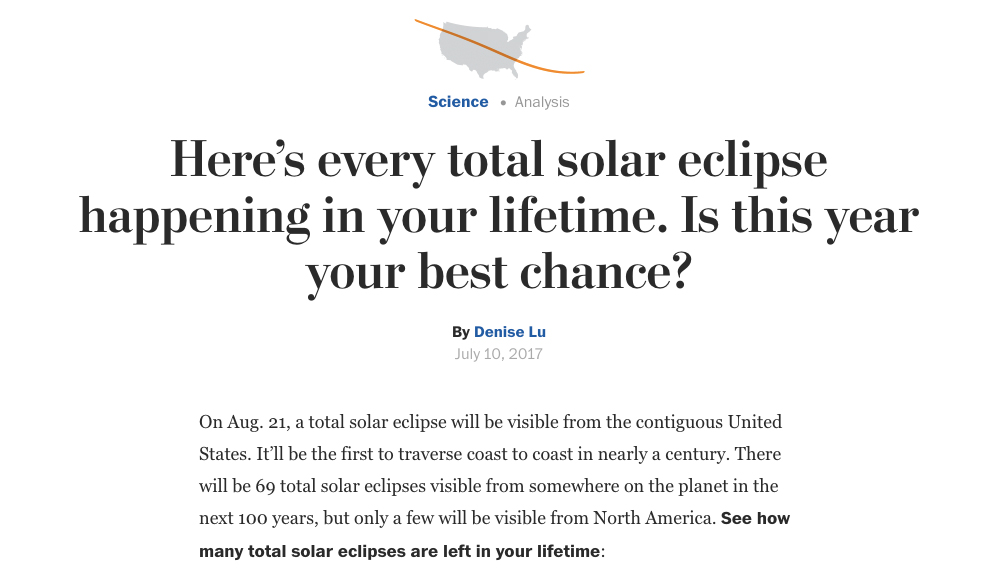 Science • Analysis
Here’s every total solar eclipse
happening in your lifetime. Is this year
your best chance?
By Denise Lu
July 10, 2017
On Aug. 21, a total solar eclipse will be visible from the contiguous United
States. It’ll be the first to traverse coast to coast in nearly a century. There
will be 69 total solar eclipses visible from somewhere on the planet in the
next 100 years, but only a few will be visible from North America. See how
many total solar eclipses are left in your lifetime: